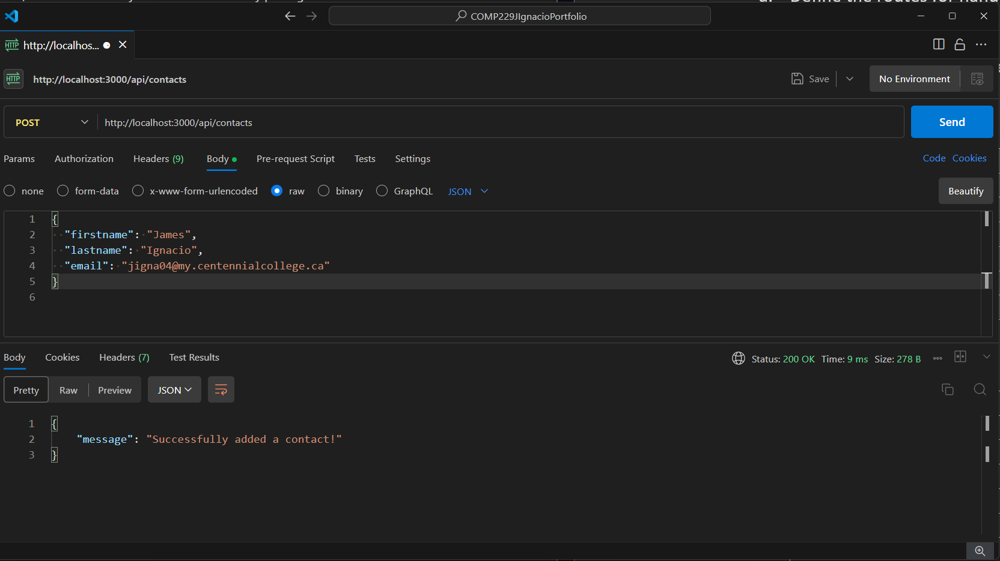 COMP229JIgnacioPortfolio
HTTP http://localhos...
HTTP http://localhost:3000/api/contacts
Save
No Environment
POST http://localhost:3000/api/contacts
Send
Params Authorization Headers (9) Body Pre-request Script Tests Settings
Code Cookies
none form-data x-www-form-urlencoded raw binary GraphQL JSON
Beautify
1 {
2 "firstname": "James",
3 "lastname": "Ignacio",
4 "email": "jigna04@my.centennialcollege.ca"
5 }
6
Body Cookies Headers (7) Test Results
Status: 200 OK Time: 9 ms Size: 278 B
Pretty Raw Preview JSON
1 {
2 "message": "Successfully added a contact!"
3 }